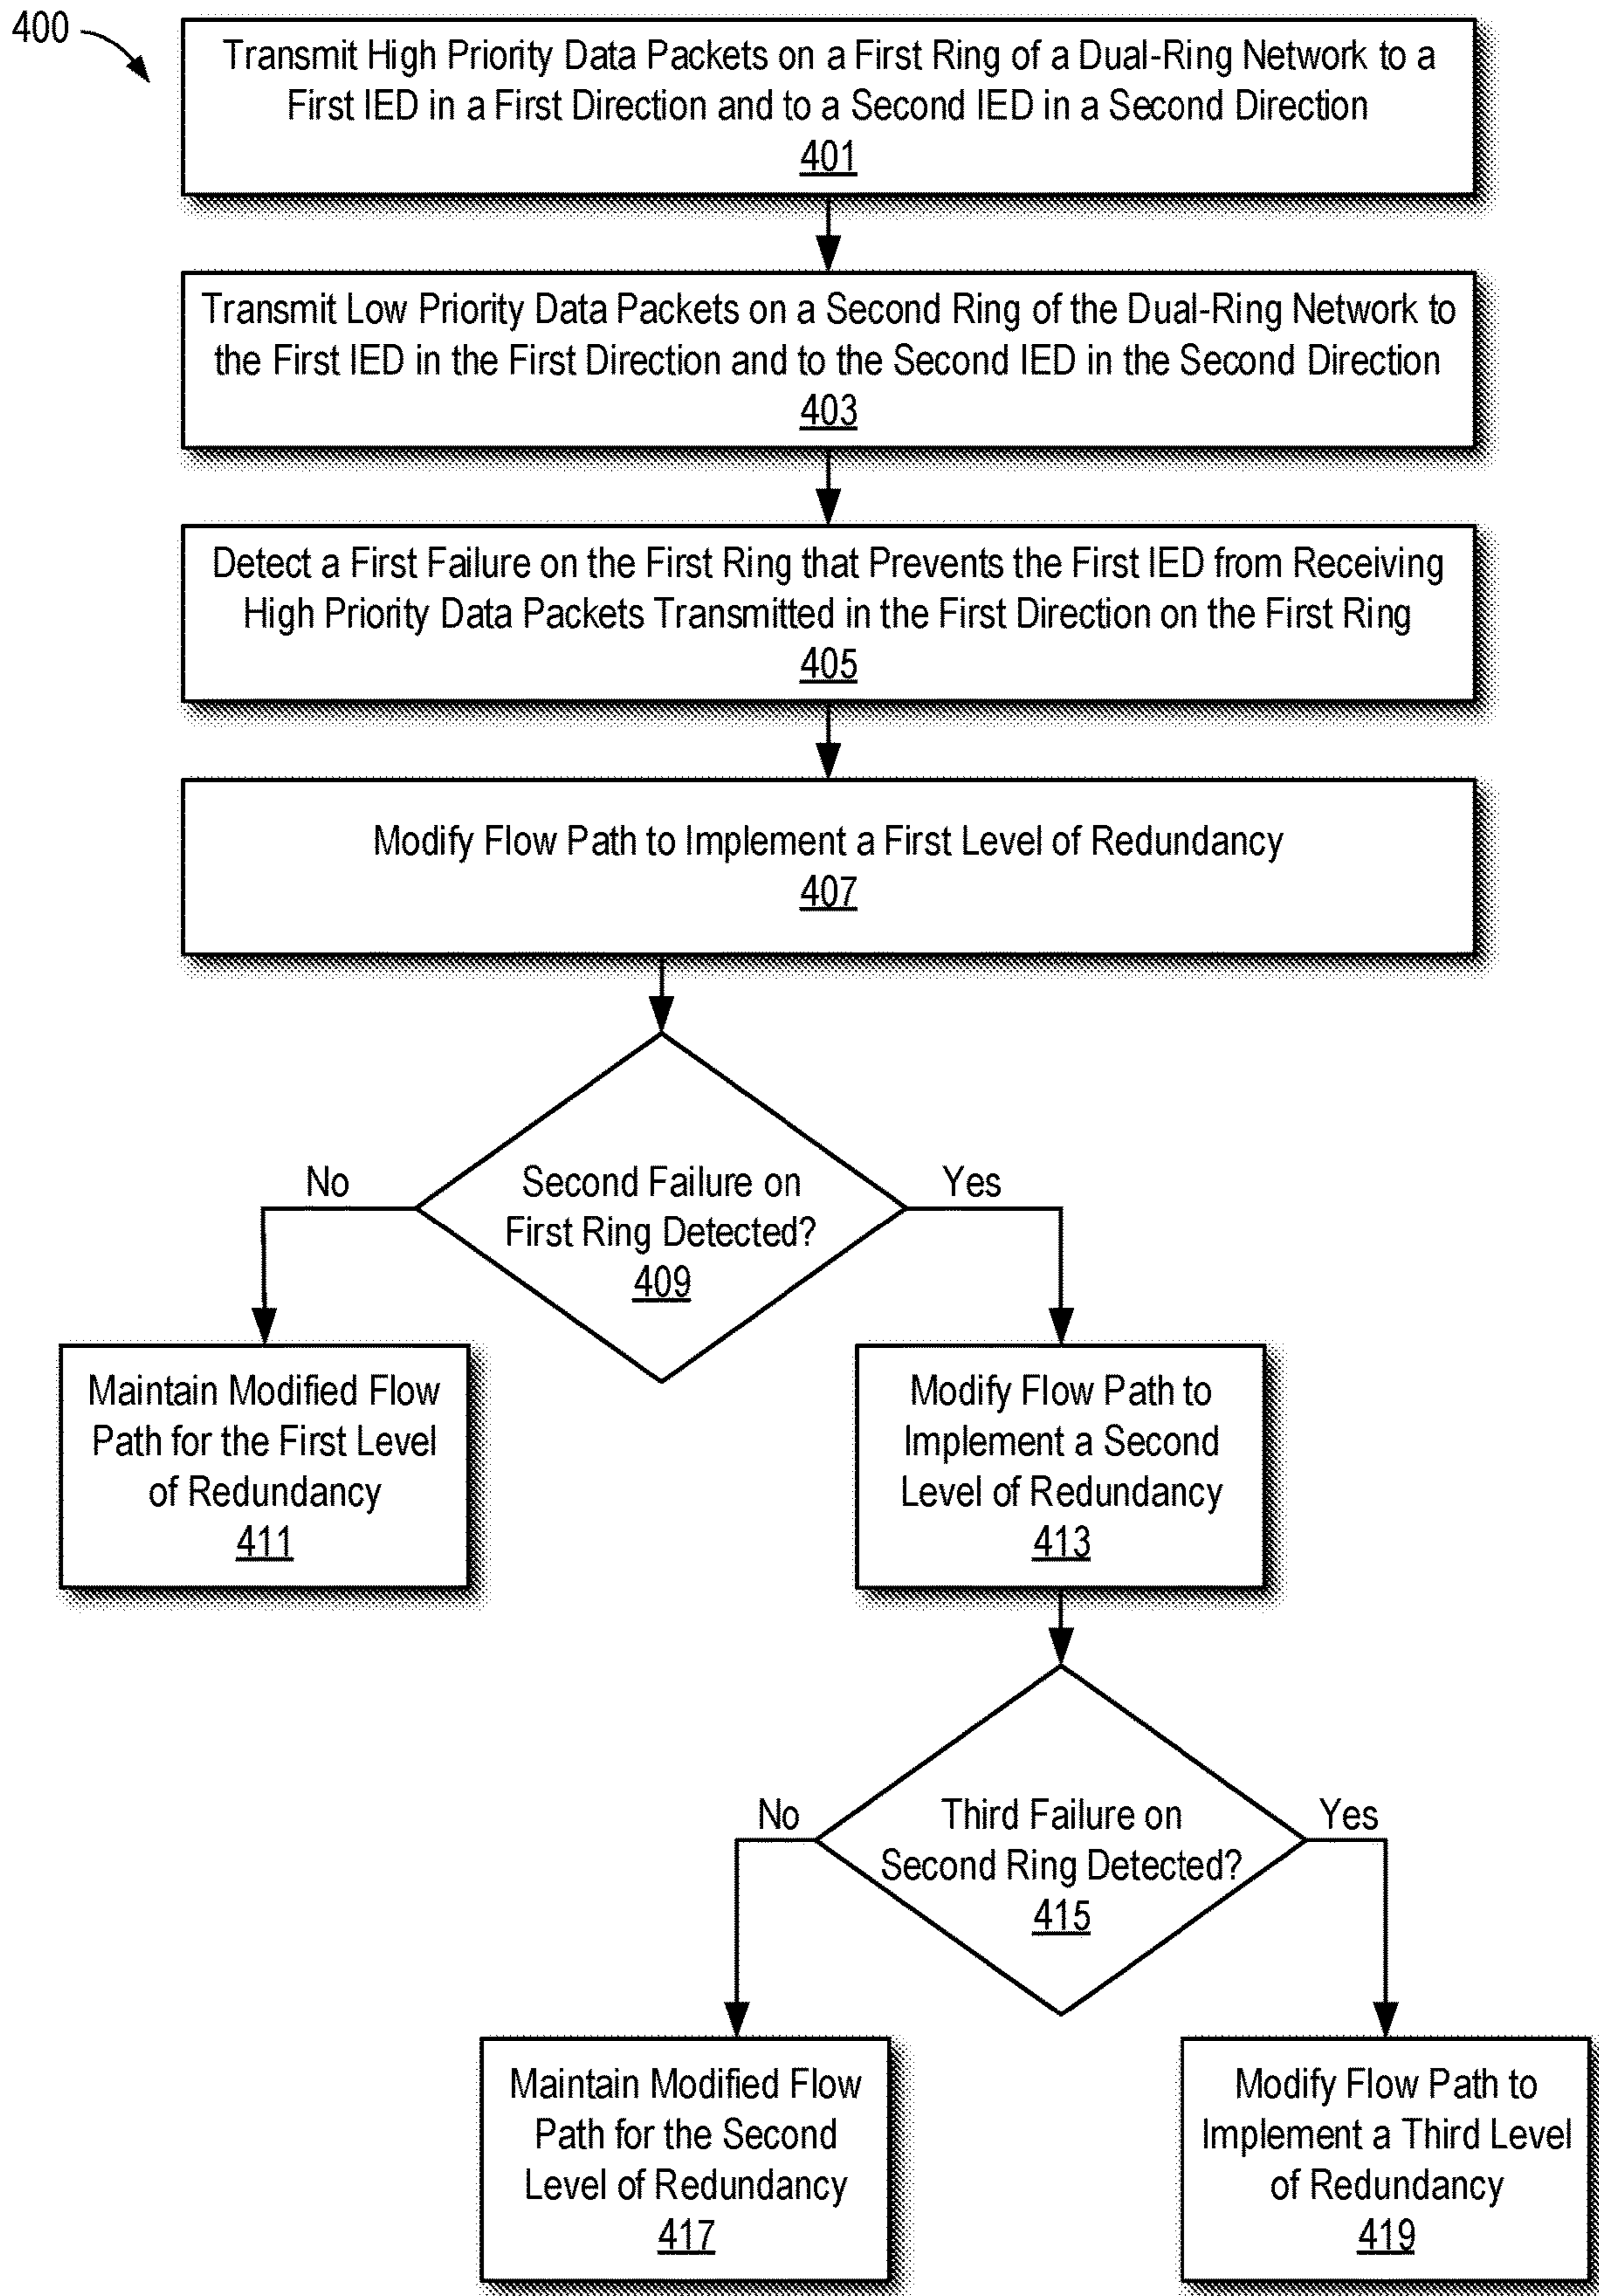 400
Transmit High Priority Data Packets on a First Ring of a Dual-Ring Network to a
First IED in a First Direction and to a Second IED in a Second Direction
401
Transmit Low Priority Data Packets on a Second Ring of the Dual-Ring Network to
the First IED in the First Direction and to the Second IED in the Second Direction
403
Detect a First Failure on the First Ring that Prevents the First IED from Receiving
High Priority Data Packets Transmitted in the First Direction on the First Ring
405
Modify Flow Path to Implement a First Level of Redundancy
407
Second Failure on
First Ring Detected?
409
No
Yes
Maintain Modified Flow
Path for the First Level
of Redundancy
411
Modify Flow Path to
Implement a Second
Level of Redundancy
413
Third Failure on
Second Ring Detected?
415
No
Yes
Maintain Modified Flow
Path for the Second
Level of Redundancy
417
Modify Flow Path to
Implement a Third Level
of Redundancy
419